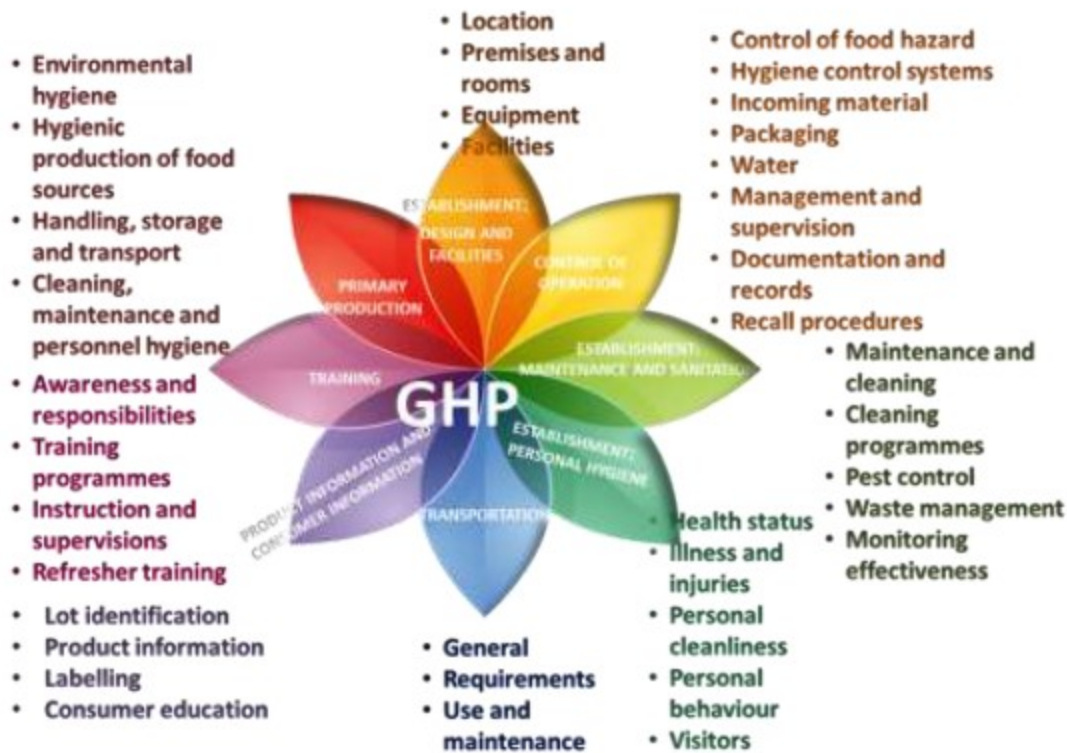 • Location
• Premises and
rooms
• Equipment
• Facilities
• Environmental
hygiene
• Hygienic
production of food
sources
• Handling, storage
and transport
• Cleaning,
maintenance and
personnel hygiene
• Control of food hazard
• Hygiene control systems
• Incoming material
• Packaging
• Water
• Management and
supervision
• Documentation and
records
• Recall procedures
ESTABLISHMENT:
DESIGN AND
FACILITIES
CONTROL OF
OPERATION
PRIMARY
PRODUCTION
ESTABLISHMENT:
MAINTENANCE AND SANITATIO
TRAINING
GHP
ESTABLISHMENT:
PERSONAL HYGIENE
PRODUCT INFORMATION AND
CONSUMER INFORMATION
TRANSPORTATION
• Awareness and
responsibilities
• Training
programmes
• Instruction and
supervisions
• Refresher training
• Maintenance and
cleaning
• Cleaning
programmes
• Pest control
• Waste management
• Monitoring
effectiveness
• Lot identification
• Product information
• Labelling
• Consumer education
• General
• Requirements
• Use and
maintenance
• Health status
• Illness and
injuries
• Personal
cleanliness
• Personal
behaviour
• Visitors